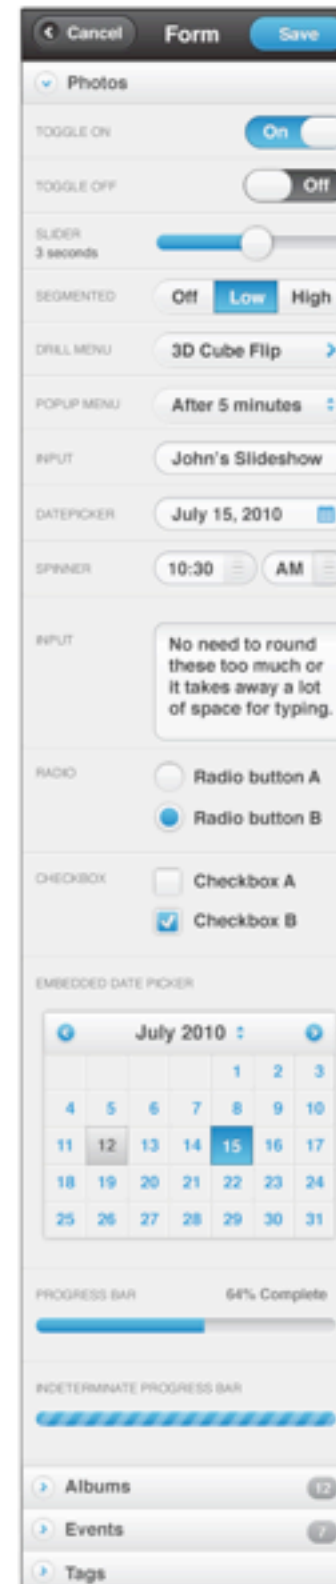 Cancel Form Save
Photos
TOGGLE ON On
TOGGLE OFF Off
SLIDER
3 seconds
SEGMENTED Off Low High
DRILL MENU 3D Cube Flip
POPUP MENU After 5 minutes
INPUT John's Slideshow
DATEPICKER July 15, 2010
SPINNER 10:30 AM
INPUT No need to round
these too much or
it takes away a lot
of space for typing.
RADIO Radio button A
Radio button B
CHECKBOX Checkbox A
Checkbox B
EMBEDDED DATE PICKER
July 2010
1 2 3
4 5 6 7 8 9 10
11 12 13 14 15 16 17
18 19 20 21 22 23 24
25 26 27 28 29 30 31
PROGRESS BAR 64% Complete
INDETERMINATE PROGRESS BAR
Albums 12
Events 7
Tags